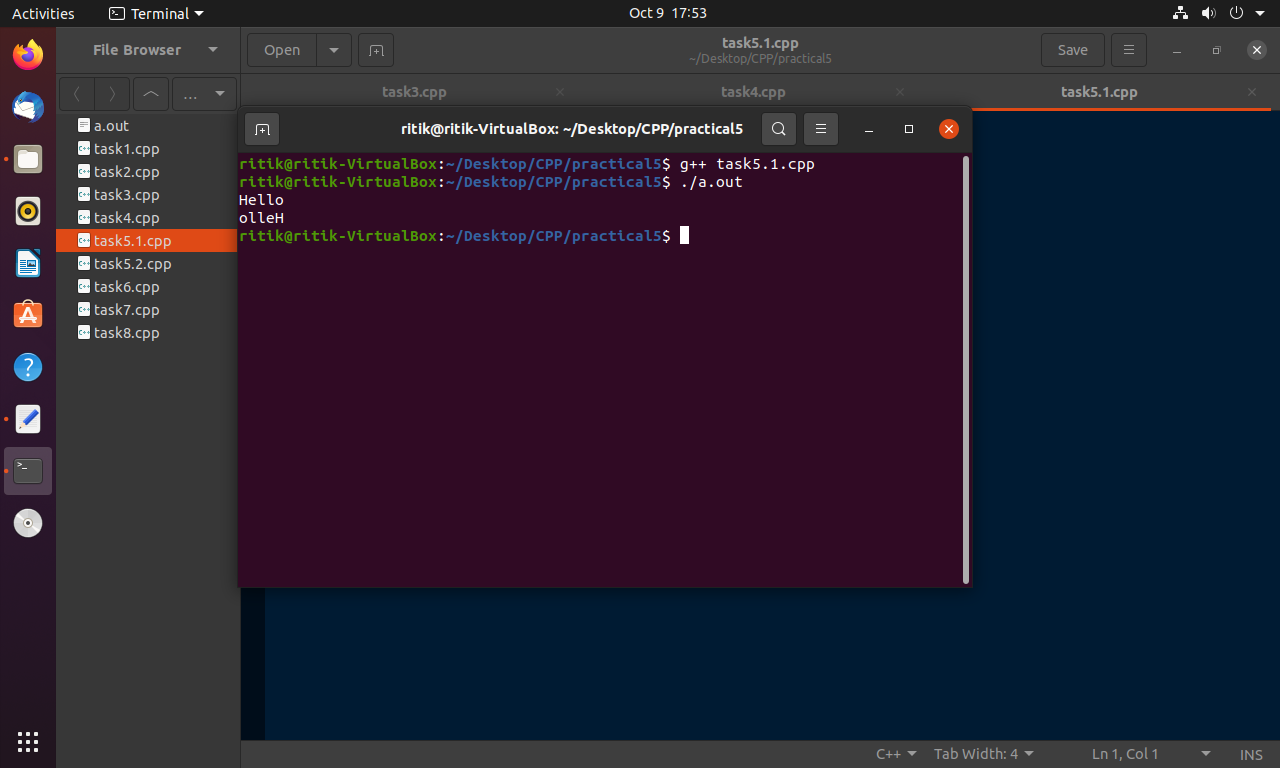 Activities
Terminal
Oct 9 17:53
File Browser
Open
task5.1.cpp
~/Desktop/CPP/practical5
Save
...
task3.cpp
task4.cpp
task5.1.cpp
a.out
task1.cpp
task2.cpp
task3.cpp
task4.cpp
task5.1.cpp
task5.2.cpp
task6.cpp
task7.cpp
task8.cpp
ritik@ritik-VirtualBox: ~/Desktop/CPP/practical5
ritik@ritik-VirtualBox:~/Desktop/CPP/practical5$ g++ task5.1.cpp
ritik@ritik-VirtualBox:~/Desktop/CPP/practical5$ ./a.out
Hello
olleH
ritik@ritik-VirtualBox:~/Desktop/CPP/practical5$
C++
Tab Width: 4
Ln 1, Col 1
INS